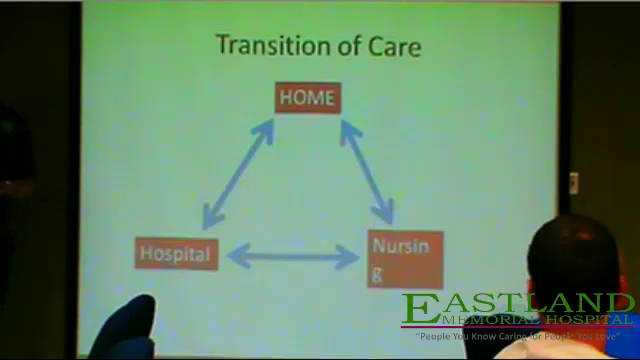 Transition of Care
HOME
Hospital
Nursin
g
EASTLAND
MEMORIAL HOSPITAL
"People You Know Caring for People You Love"